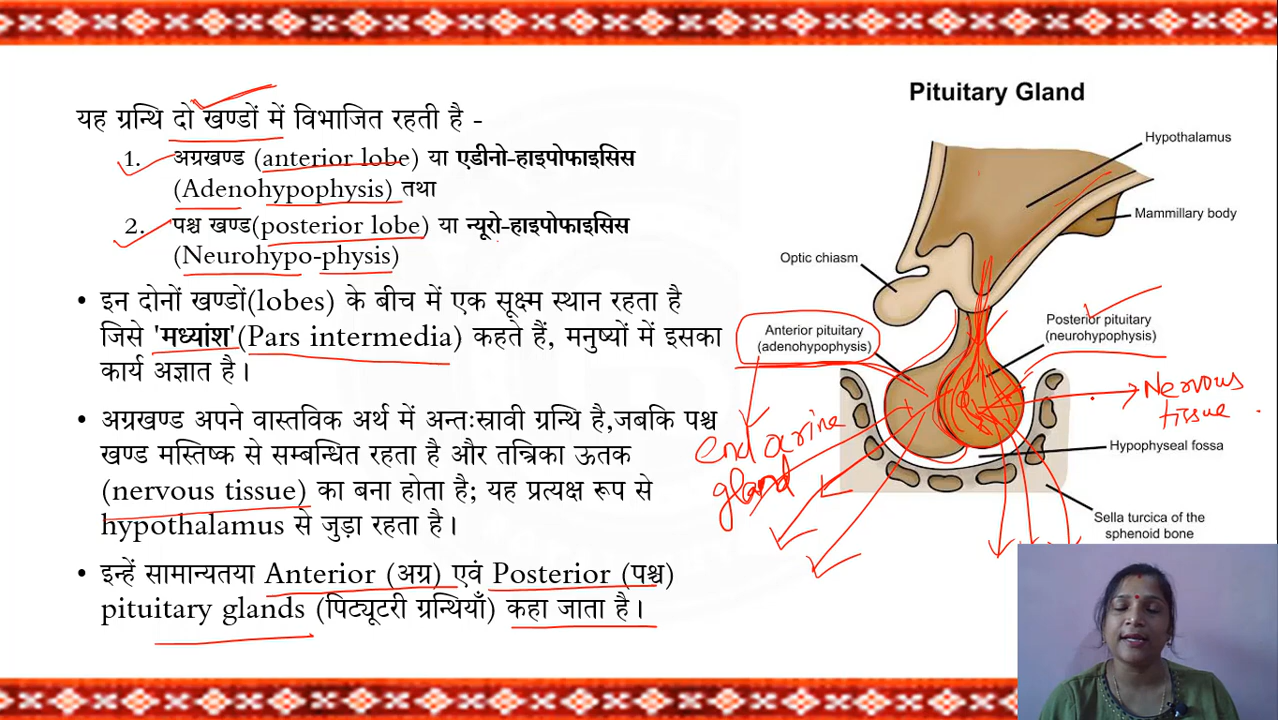 यह ग्रन्थि दो खण्डों में विभाजित रहती है -
1. अग्रखण्ड (anterior lobe) या एडीनो-हाइपोफाइसिस
(Adenohypophysis) तथा
2. पश्च खण्ड(posterior lobe) या न्यूरो-हाइपोफाइसिस
(Neurohypo-physis)
• इन दोनों खण्डों(lobes) के बीच में एक सूक्ष्म स्थान रहता है
जिसे 'मध्यांश'(Pars intermedia) कहते हैं, मनुष्यों में इसका
कार्य अज्ञात है।
• अग्रखण्ड अपने वास्तविक अर्थ में अन्तःस्रावी ग्रन्थि है,जबकि पश्च
खण्ड मस्तिष्क से सम्बन्धित रहता है और तन्त्रिका ऊतक
(nervous tissue) का बना होता है; यह प्रत्यक्ष रूप से
hypothalamus से जुड़ा रहता है।
• इन्हें सामान्यतया Anterior (अग्र) एवं Posterior (पश्च)
pituitary glands (पिट्यूटरी ग्रन्थियाँ) कहा जाता है।
Pituitary Gland
Hypothalamus
Mammillary body
Optic chiasm
Anterior pituitary
(adenohypophysis)
Posterior pituitary
(neurohypophysis)
Nervous
tissue
endocrine
gland
Hypophyseal fossa
Sella turcica of the
sphenoid bone